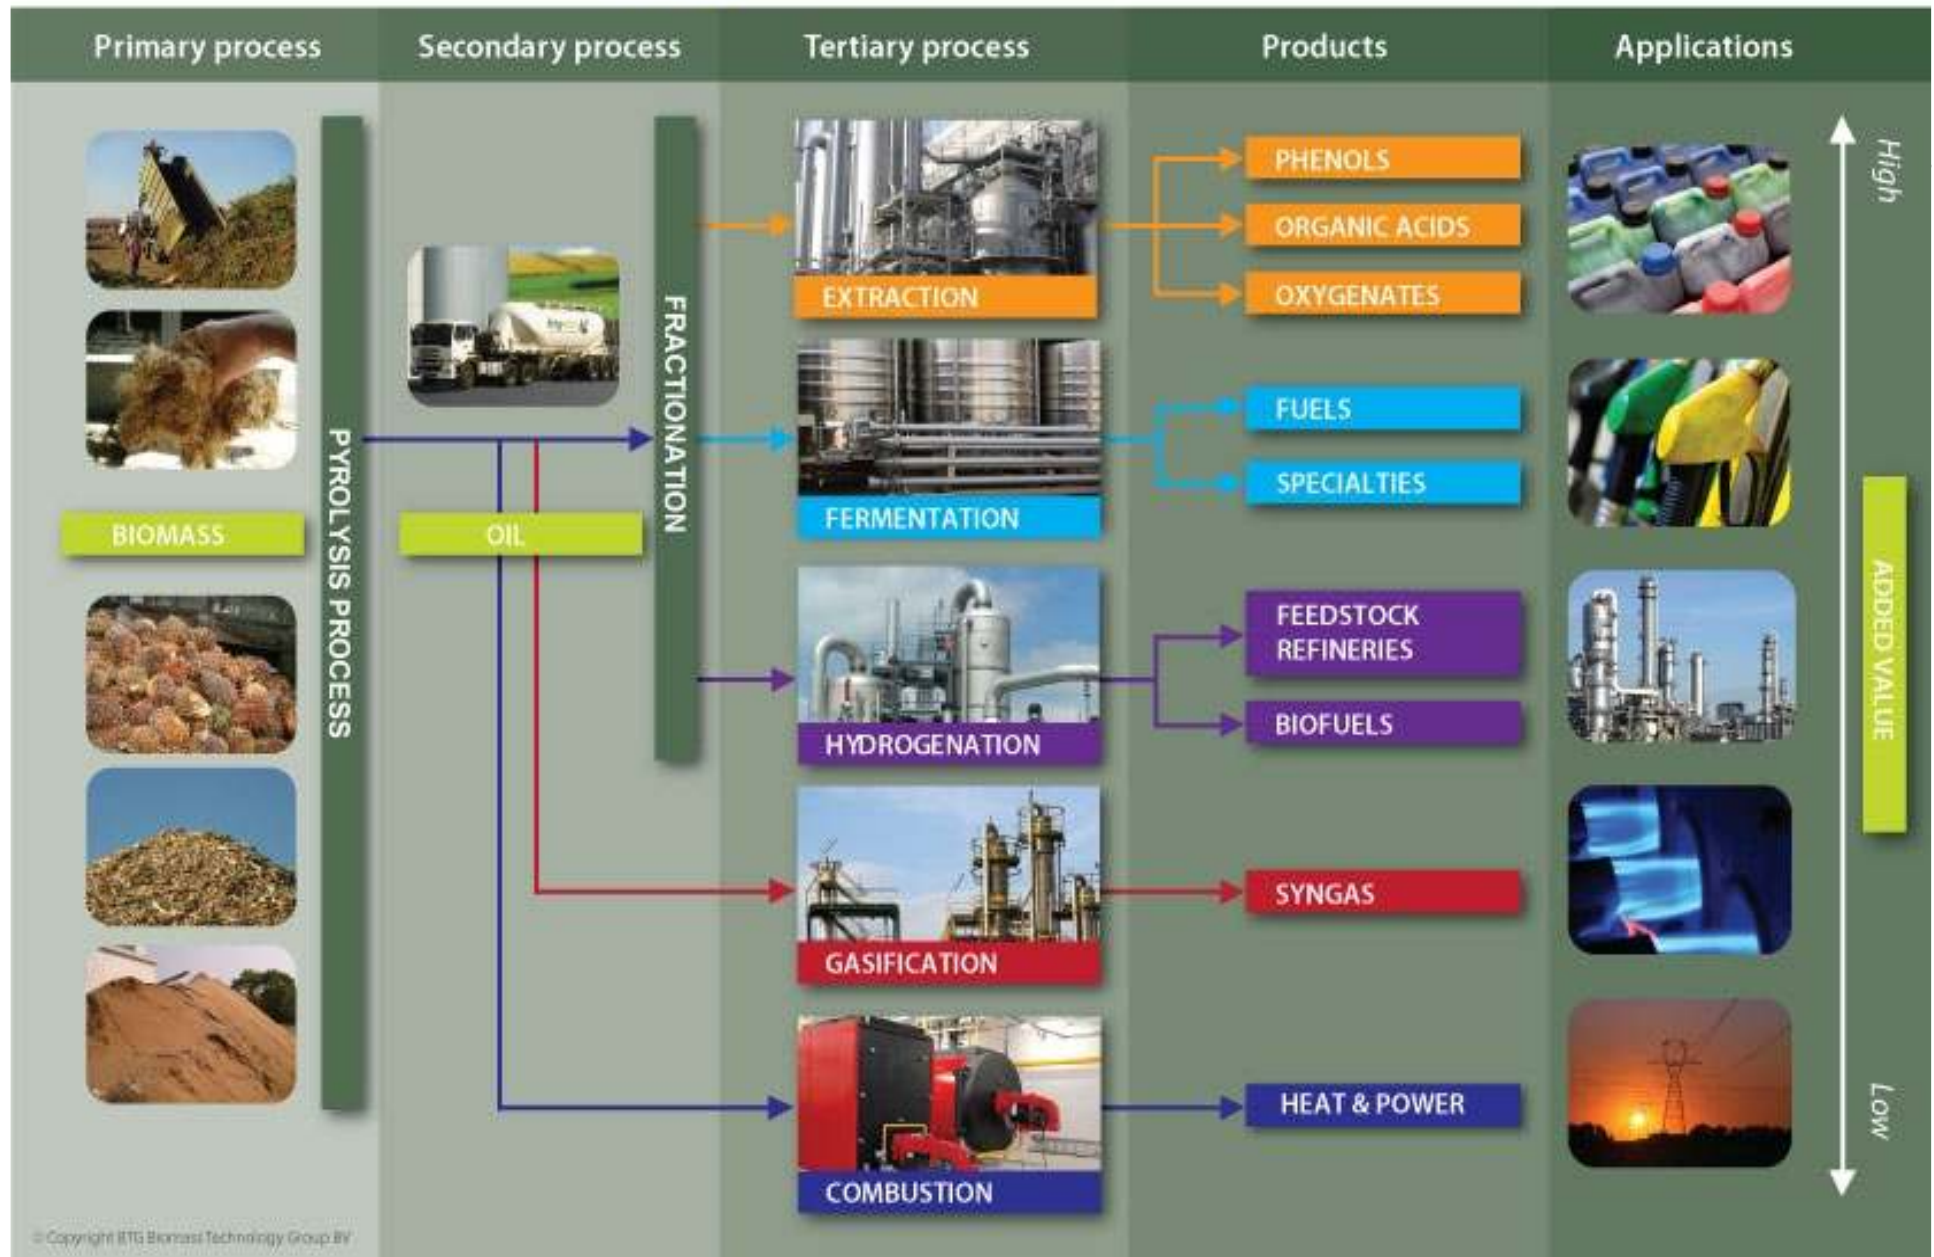 Primary process
Secondary process
Tertiary process
Products
Applications
BIOMASS
PYROLYSIS PROCESS
OIL
FRACTIONATION
EXTRACTION
FERMENTATION
HYDROGENATION
GASIFICATION
COMBUSTION
PHENOLS
ORGANIC ACIDS
OXYGENATES
FUELS
SPECIALTIES
FEEDSTOCK
REFINERIES
BIOFUELS
SYNGAS
HEAT & POWER
High
ADDED VALUE
Low
© Copyright BTG Biomass Technology Group BV